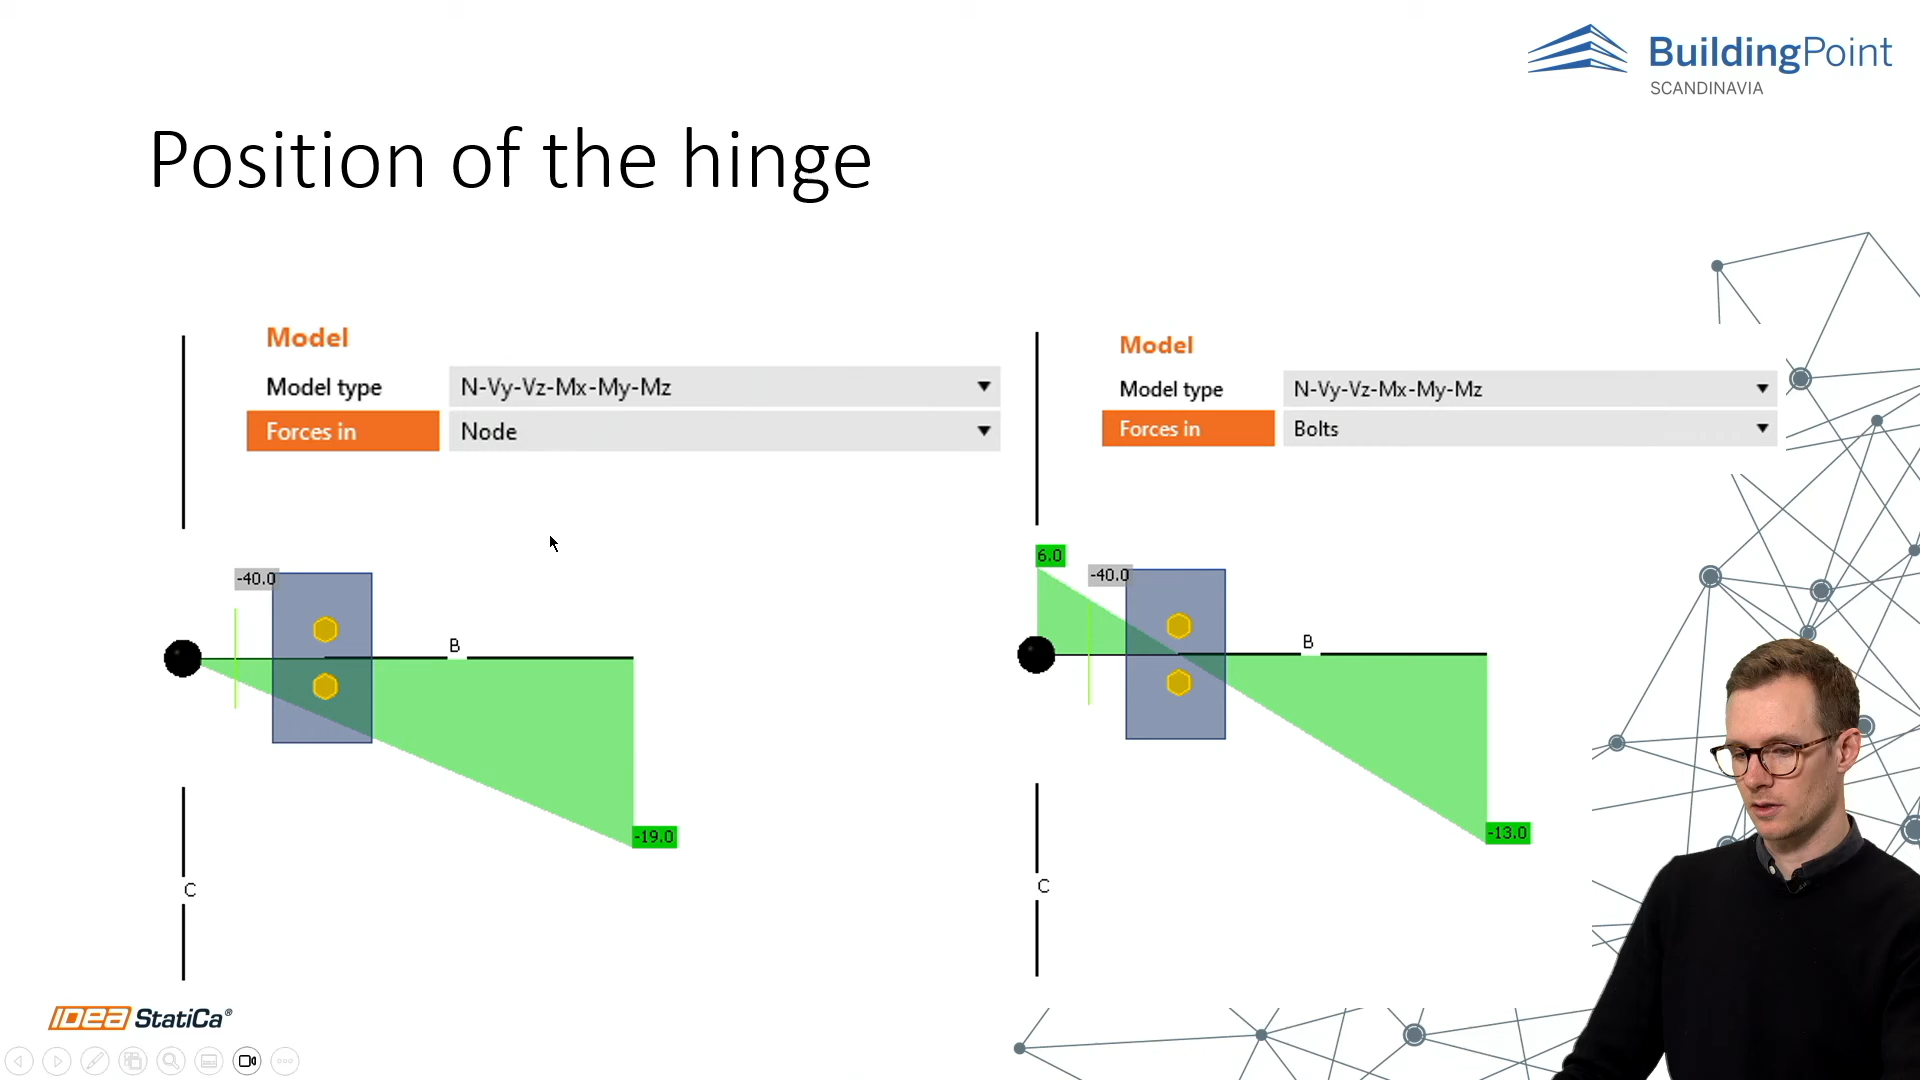 BuildingPoint
SCANDINAVIA
Position of the hinge
Model
Model type
N-Vy-Vz-Mx-My-Mz
Forces in
Node
-40.0
B
-19.0
C
Model
Model type
N-Vy-Vz-Mx-My-Mz
Forces in
Bolts
6.0
-40.0
B
-13.0
C
IDEA StatiCa®